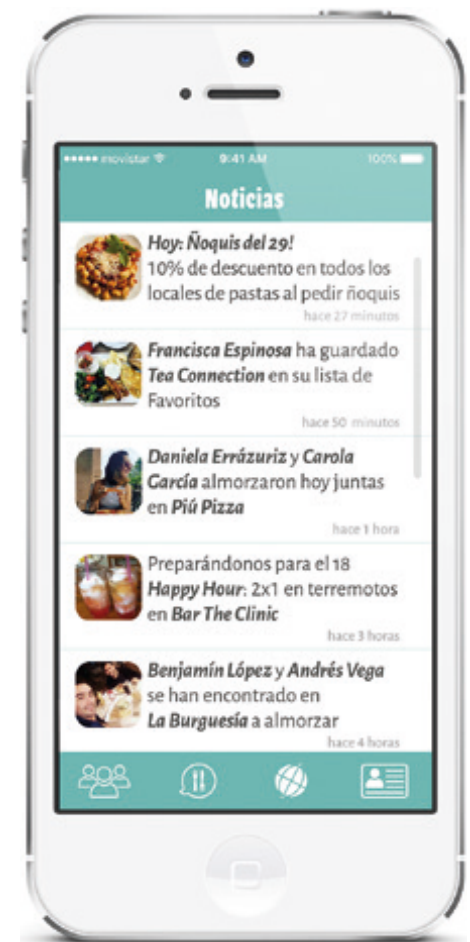 movistar 9:41 AM 100%
Noticias
Hoy: Ñoquis del 29!
10% de descuento en todos los
locales de pastas al pedir ñoquis
hace 27 minutos
Francisca Espinosa ha guardado
Tea Connection en su lista de
Favoritos
hace 50 minutos
Daniela Errázuriz y Carola
García almorzaron hoy juntas
en Piú Pizza
hace 1 hora
Preparándonos para el 18
Happy Hour: 2x1 en terremotos
en Bar The Clinic
hace 3 horas
Benjamín López y Andrés Vega
se han encontrado en
La Burguesía a almorzar
hace 4 horas